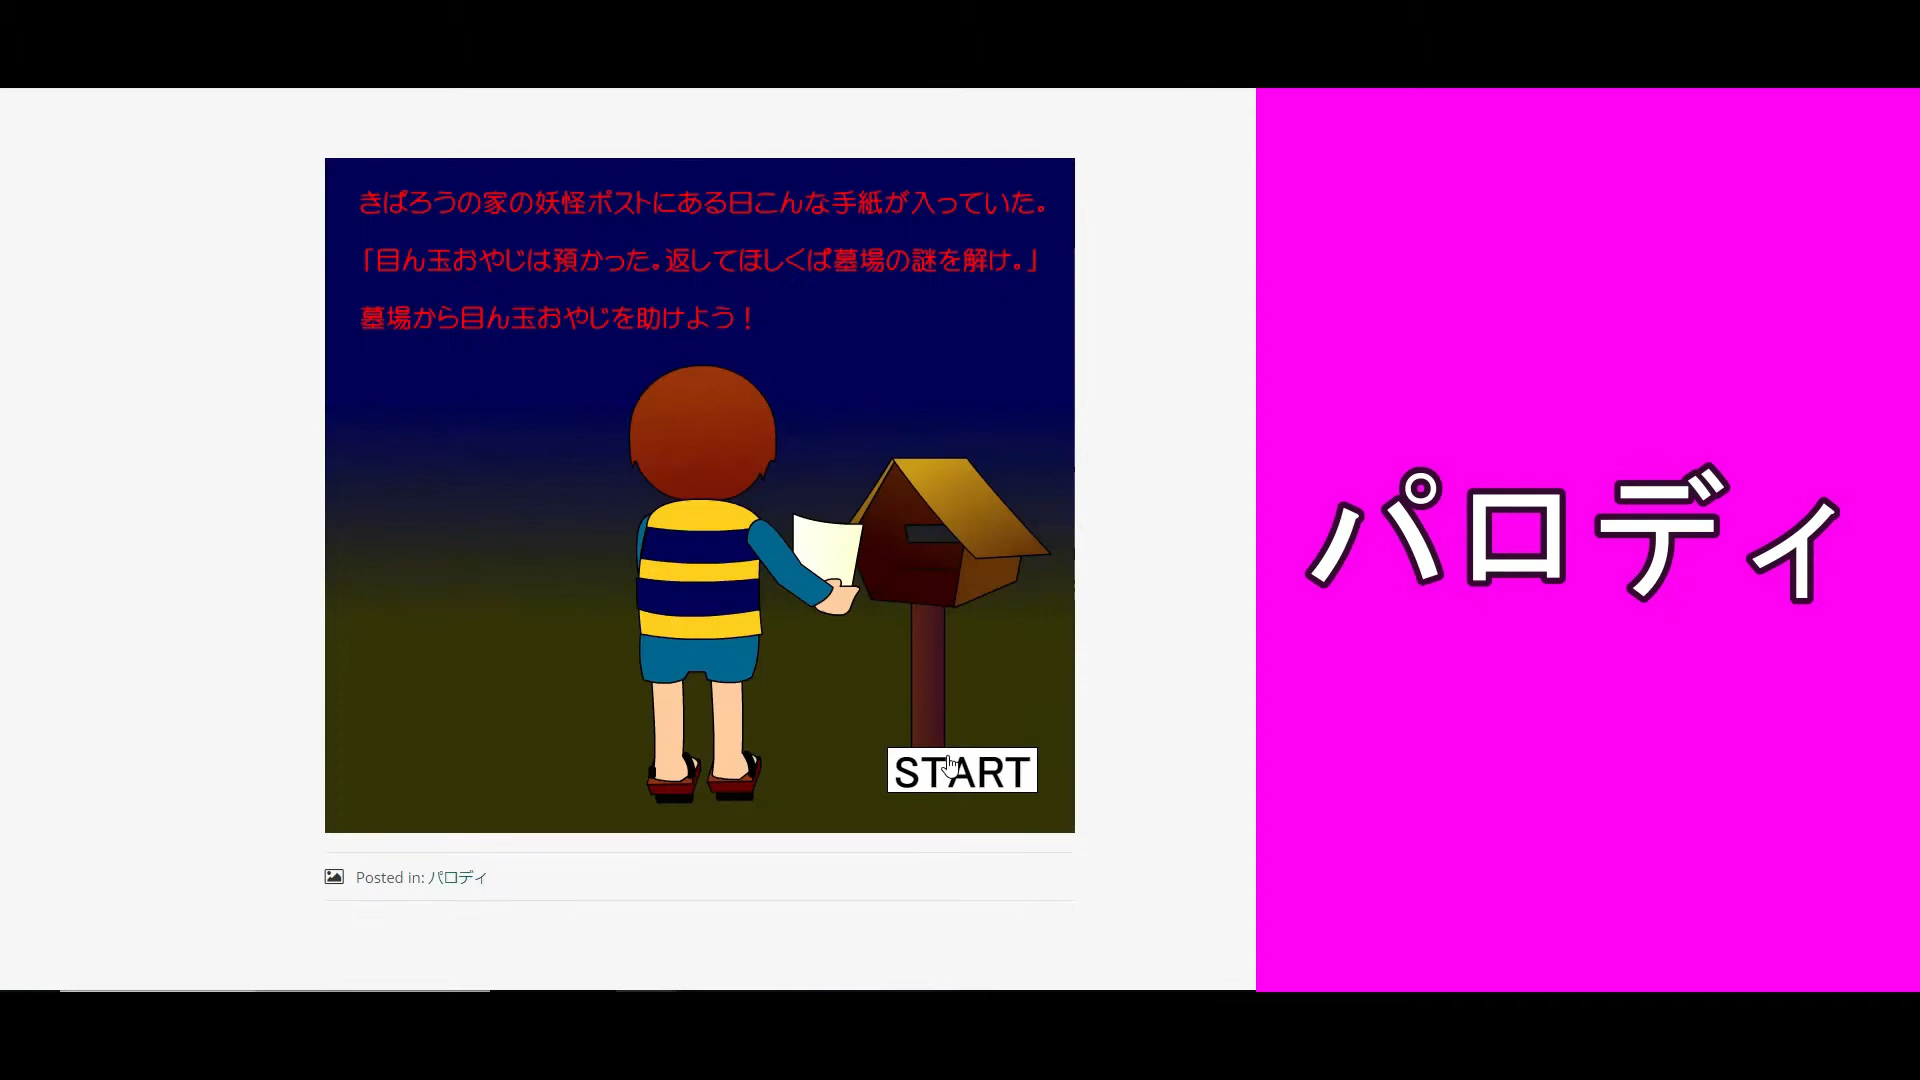 きばろうの家の妖怪ポストにある日こんな手紙が入っていた。
「目ん玉おやじは預かった。返してほしくば墓場の謎を解け。」
墓場から目ん玉おやじを助けよう！
START
Posted in: パロディ
パロディ